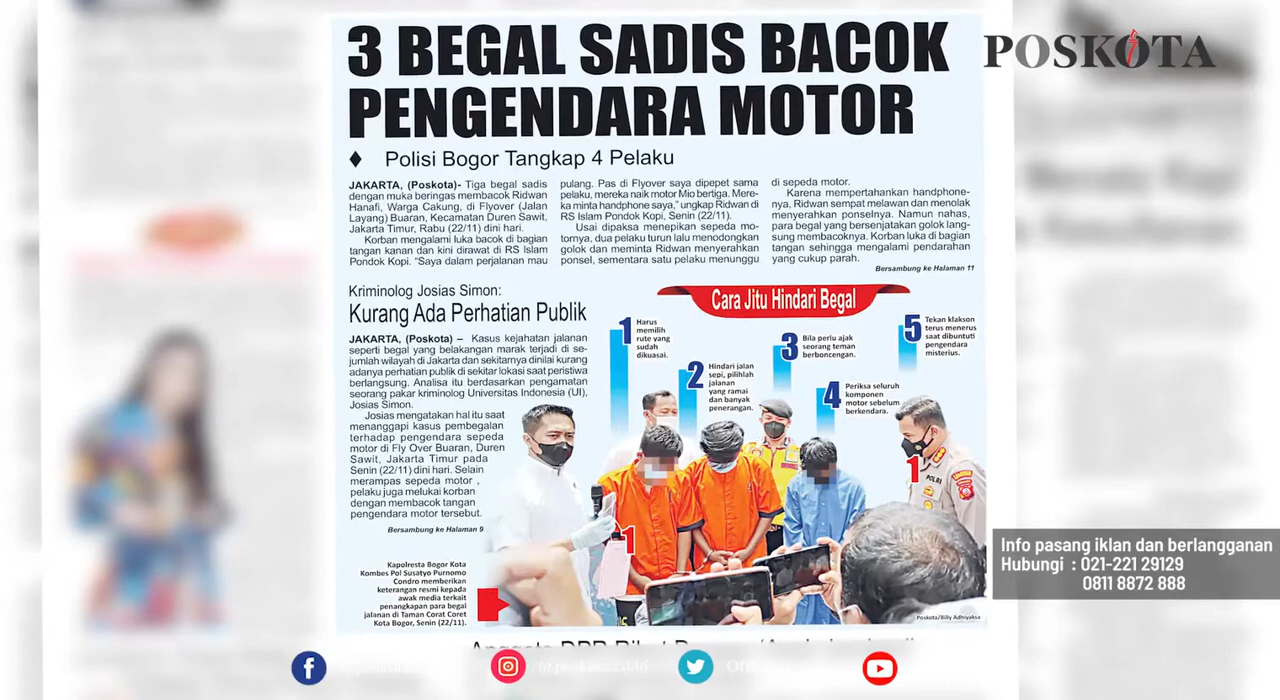 POSKOTA
3 BEGAL SADIS BACOK
PENGENDARA MOTOR
♦ Polisi Bogor Tangkap 4 Pelaku
JAKARTA, (Poskota)- Tiga begal sadis
dengan muka beringas membacok Ridwan
Hanafi, Warga Cakung, di Flyover (Jalan
Layang) Buaran, Kecamatan Duren Sawit,
Jakarta Timur, Rabu (22/11) dini hari.
Korban mengalami luka bacok di bagian
tangan kanan dan kini dirawat di RS Islam
Pondok Kopi. “Saya dalam perjalanan mau
pulang. Pas di Flyover saya dipepet sama
pelaku, mereka naik motor Mio bertiga. Mere-
ka minta handphone saya,” ungkap Ridwan di
RS Islam Pondok Kopi, Senin (22/11).
Usai dipaksa menepikan sepeda mo-
tornya, dua pelaku turun lalu menodongkan
golok dan meminta Ridwan menyerahkan
ponsel, sementara satu pelaku menunggu
di sepeda motor.
Karena mempertahankan handphone-
nya, Ridwan sempat melawan dan menolak
menyerahkan ponselnya. Namun nahas,
para begal yang bersenjatakan golok lang-
sung membacoknya. Korban luka di bagian
tangan sehingga mengalami pendarahan
yang cukup parah.
Bersambung ke Halaman 11
Kriminolog Josias Simon:
Kurang Ada Perhatian Publik
JAKARTA, (Poskota) – Kasus kejahatan jalanan
seperti begal yang belakangan marak terjadi di se-
jumlah wilayah di Jakarta dan sekitarnya dinilai kurang
adanya perhatian publik di sekitar lokasi saat peristiwa
berlangsung. Analisa itu berdasarkan pengamatan
seorang pakar kriminolog Universitas Indonesia (UI),
Josias Simon.
Josias mengatakan hal itu saat
menanggapi kasus pembegalan
terhadap pengendara sepeda
motor di Fly Over Buaran, Duren
Sawit, Jakarta Timur pada
Senin (22/11) dini hari. Selain
merampas sepeda motor ,
pelaku juga melukai korban
dengan membacok tangan
pengendara motor tersebut.
Bersambung ke Halaman 9
Cara Jitu Hindari Begal
1 Harus
memilih
rute yang
sudah
dikuasai.
2 Hindari jalan
sepi, pilihlah
jalanan
yang ramai
dan banyak
penerangan.
3 Bila perlu ajak
seorang teman
berboncengan.
4 Periksa seluruh
komponen
motor sebelum
berkendara.
5 Tekan klakson
terus menerus
saat dibuntuti
pengendara
misterius.
POLRI
1
1
Kapolresta Bogor Kota
Kombes Pol Susatyo Purnomo
Condro memberikan
keterangan resmi kepada
awak media terkait
penangkapan para begal
jalanan di Taman Corat Coret
Kota Bogor, Senin (22/11).
Poskota/Billy Adhiyaksa
Info pasang iklan dan berlangganan
Hubungi : 021-221 29129
0811 8872 888